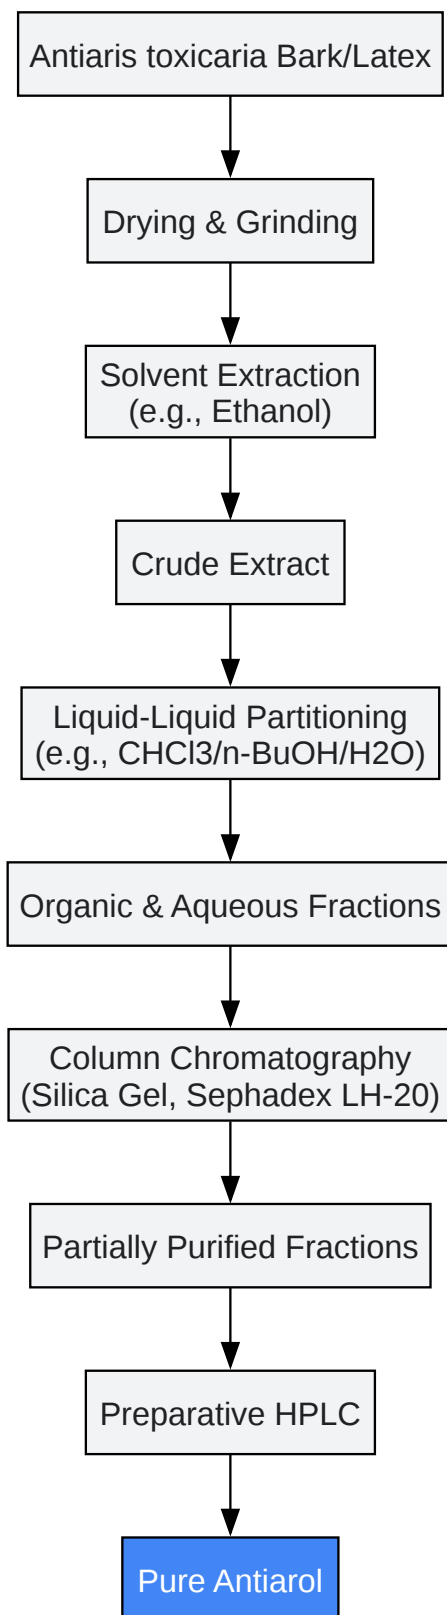 Antiaris toxicaria Bark/Latex
Drying & Grinding
Solvent Extraction
(e.g., Ethanol)
Crude Extract
Liquid-Liquid Partitioning
(e.g., CHCl3/n-BuOH/H2O)
Organic & Aqueous Fractions
Column Chromatography
(Silica Gel, Sephadex LH-20)
Partially Purified Fractions
Preparative HPLC
Pure Antiarol